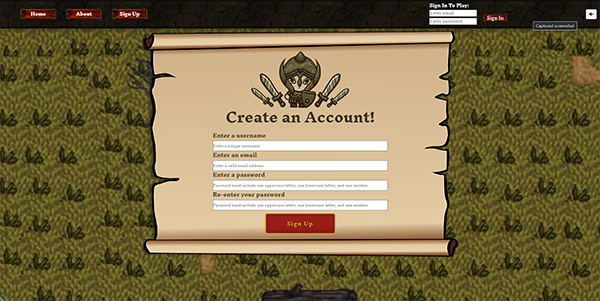 Home
About
Sign Up
Sign In To Play:
Enter email
Enter password
Sign In
Captured screenshot
Create an Account!
Enter a username
Enter a unique username
Enter an email
Enter a valid email address
Enter a password
Password must include one uppercase letter, one lowercase letter, and one number.
Re-enter your password
Password must include one uppercase letter, one lowercase letter, and one number.
Sign Up